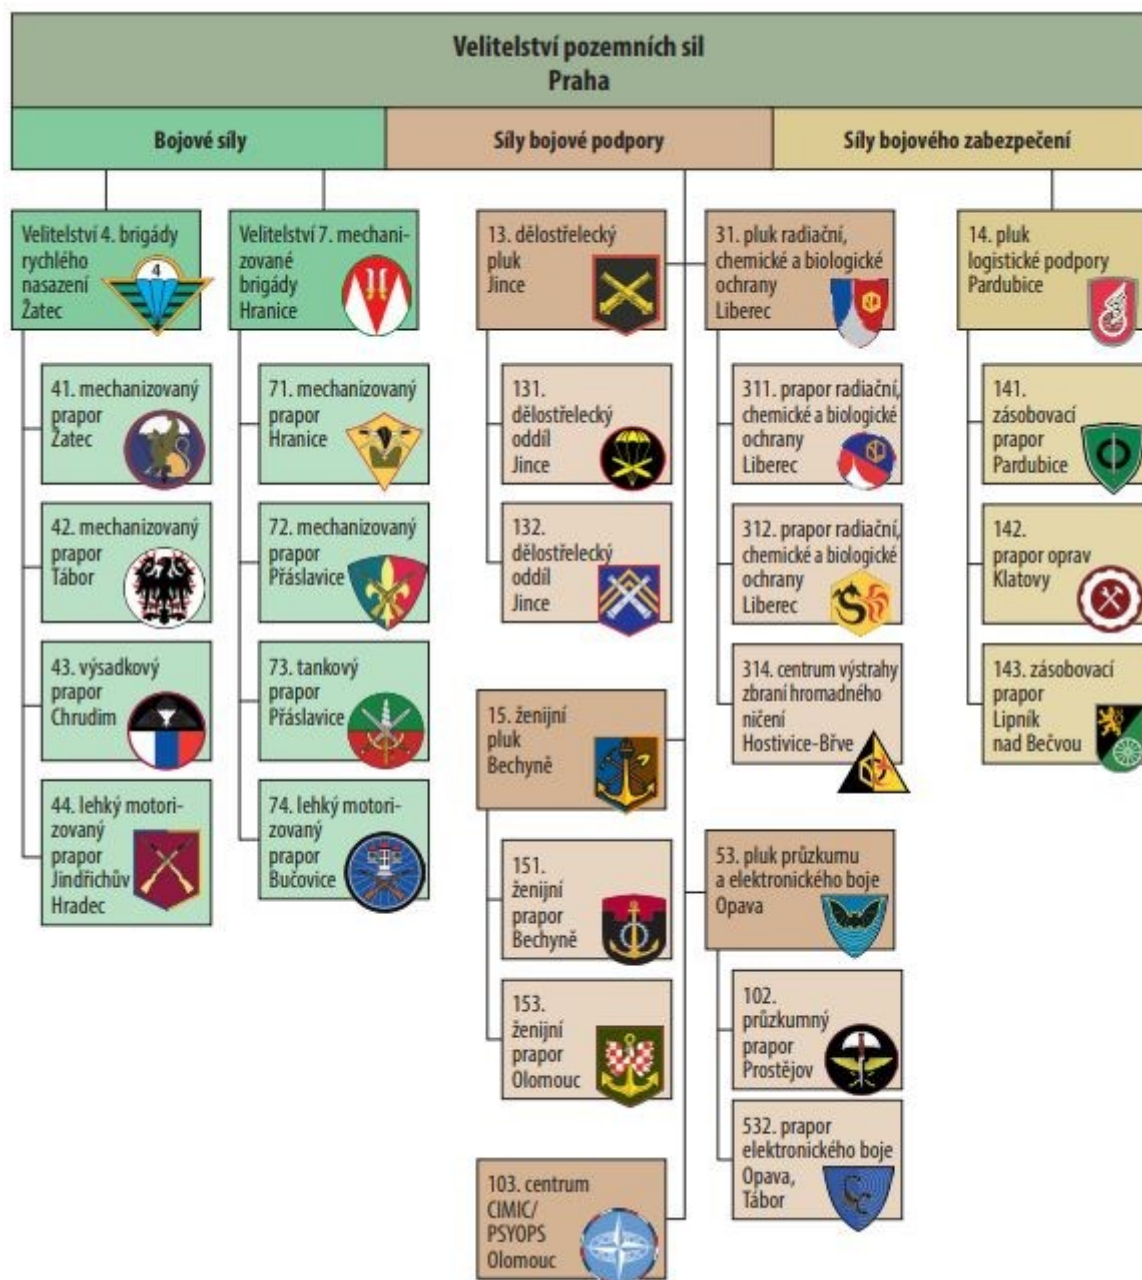 Velitelství pozemních sil
Praha
Bojové síly
Síly bojové podpory
Síly bojového zabezpečení
Velitelství 4. brigády
rychlého
nasazení
Žatec
4
Velitelství 7. mechani-
zované
brigády
Hranice
13. dělostřelecký
pluk
Jince
31. pluk radiační,
chemické a biologické
ochrany
Liberec
14. pluk
logistické podpory
Pardubice
41. mechanizovaný
prapor
Žatec
71. mechanizovaný
prapor
Hranice
131.
dělostřelecký
oddíl
Jince
311. prapor radiační,
chemické a biologické
ochrany
Liberec
141.
zásobovací
prapor
Pardubice
42. mechanizovaný
prapor
Tábor
72. mechanizovaný
prapor
Přáslavice
132.
dělostřelecký
oddíl
Jince
312. prapor radiační,
chemické a biologické
ochrany
Liberec
142.
prapor oprav
Klatovy
43. výsadkový
prapor
Chrudim
73. tankový
prapor
Přáslavice
15. ženijní
pluk
Bechyně
314. centrum výstrahy
zbraní hromadného
ničení
Hostivice-Břve
143. zásobovací
prapor
Lipník
nad Bečvou
44. lehký motori-
zovaný
prapor
Jindřichův
Hradec
74. lehký motori-
zovaný
prapor
Bučovice
151.
ženijní
prapor
Bechyně
53. pluk průzkumu
a elektronického boje
Opava
153.
ženijní
prapor
Olomouc
102.
průzkumný
prapor
Prostějov
103. centrum
CIMIC/
PSYOPS
Olomouc
532. prapor
elektronického boje
Opava,
Tábor